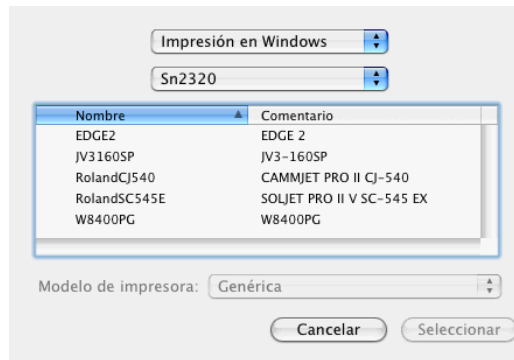 Impresión en Windows
Sn2320
Nombre Comentario
EDGE2 EDGE 2
JV3160SP JV3-160SP
RolandCJ540 CAMMJET PRO II CJ-540
RolandSC545E SOLJET PRO II V SC-545 EX
W8400PG W8400PG
Modelo de impresora: Genérica
Cancelar Seleccionar